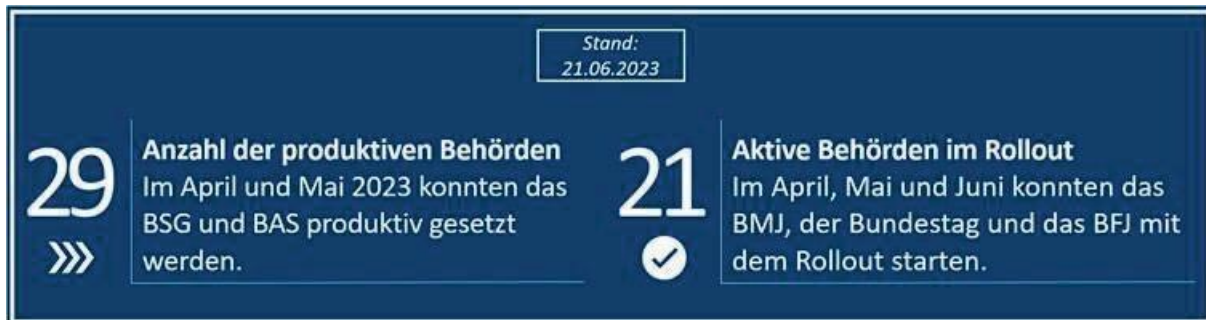 Stand:
21.06.2023
29
Anzahl der produktiven Behörden
Im April und Mai 2023 konnten das
BSG und BAS produktiv gesetzt
werden.
21
Aktive Behörden im Rollout
Im April, Mai und Juni konnten das
BMJ, der Bundestag und das BFJ mit
dem Rollout starten.